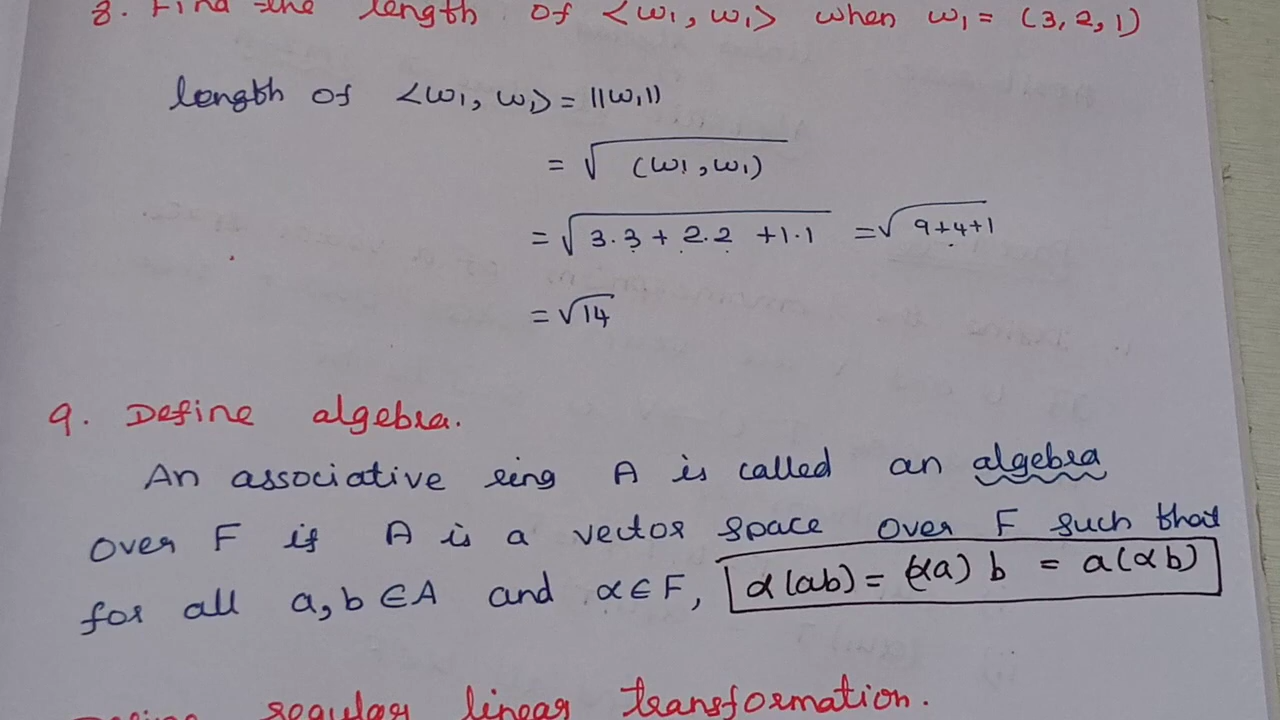 8. Find the length of <w₁, w₁> when w₁ = (3, 2, 1)
length of <w₁, w₁> = ||w₁||
= √(w₁, w₁)
= √3.3 + 2.2 + 1.1 = √9+4+1
= √14
9. Define algebra.
An associative ring A is called an algebra
over F if A is a vector space over F such that
for all a, b ∈ A and α ∈ F, α(ab) = (αa) b = a(αb)
Define regular linear transformation.